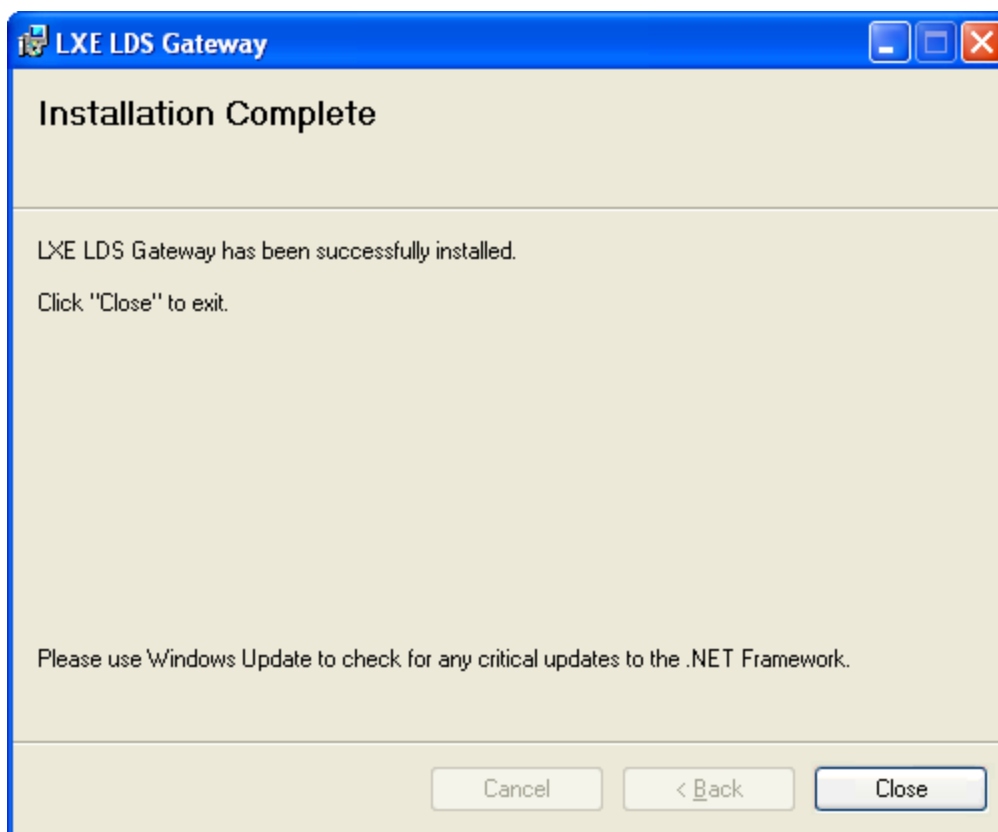 LXE LDS Gateway
Installation Complete
LXE LDS Gateway has been successfully installed.
Click "Close" to exit.
Please use Windows Update to check for any critical updates to the .NET Framework.
Cancel
< Back
Close